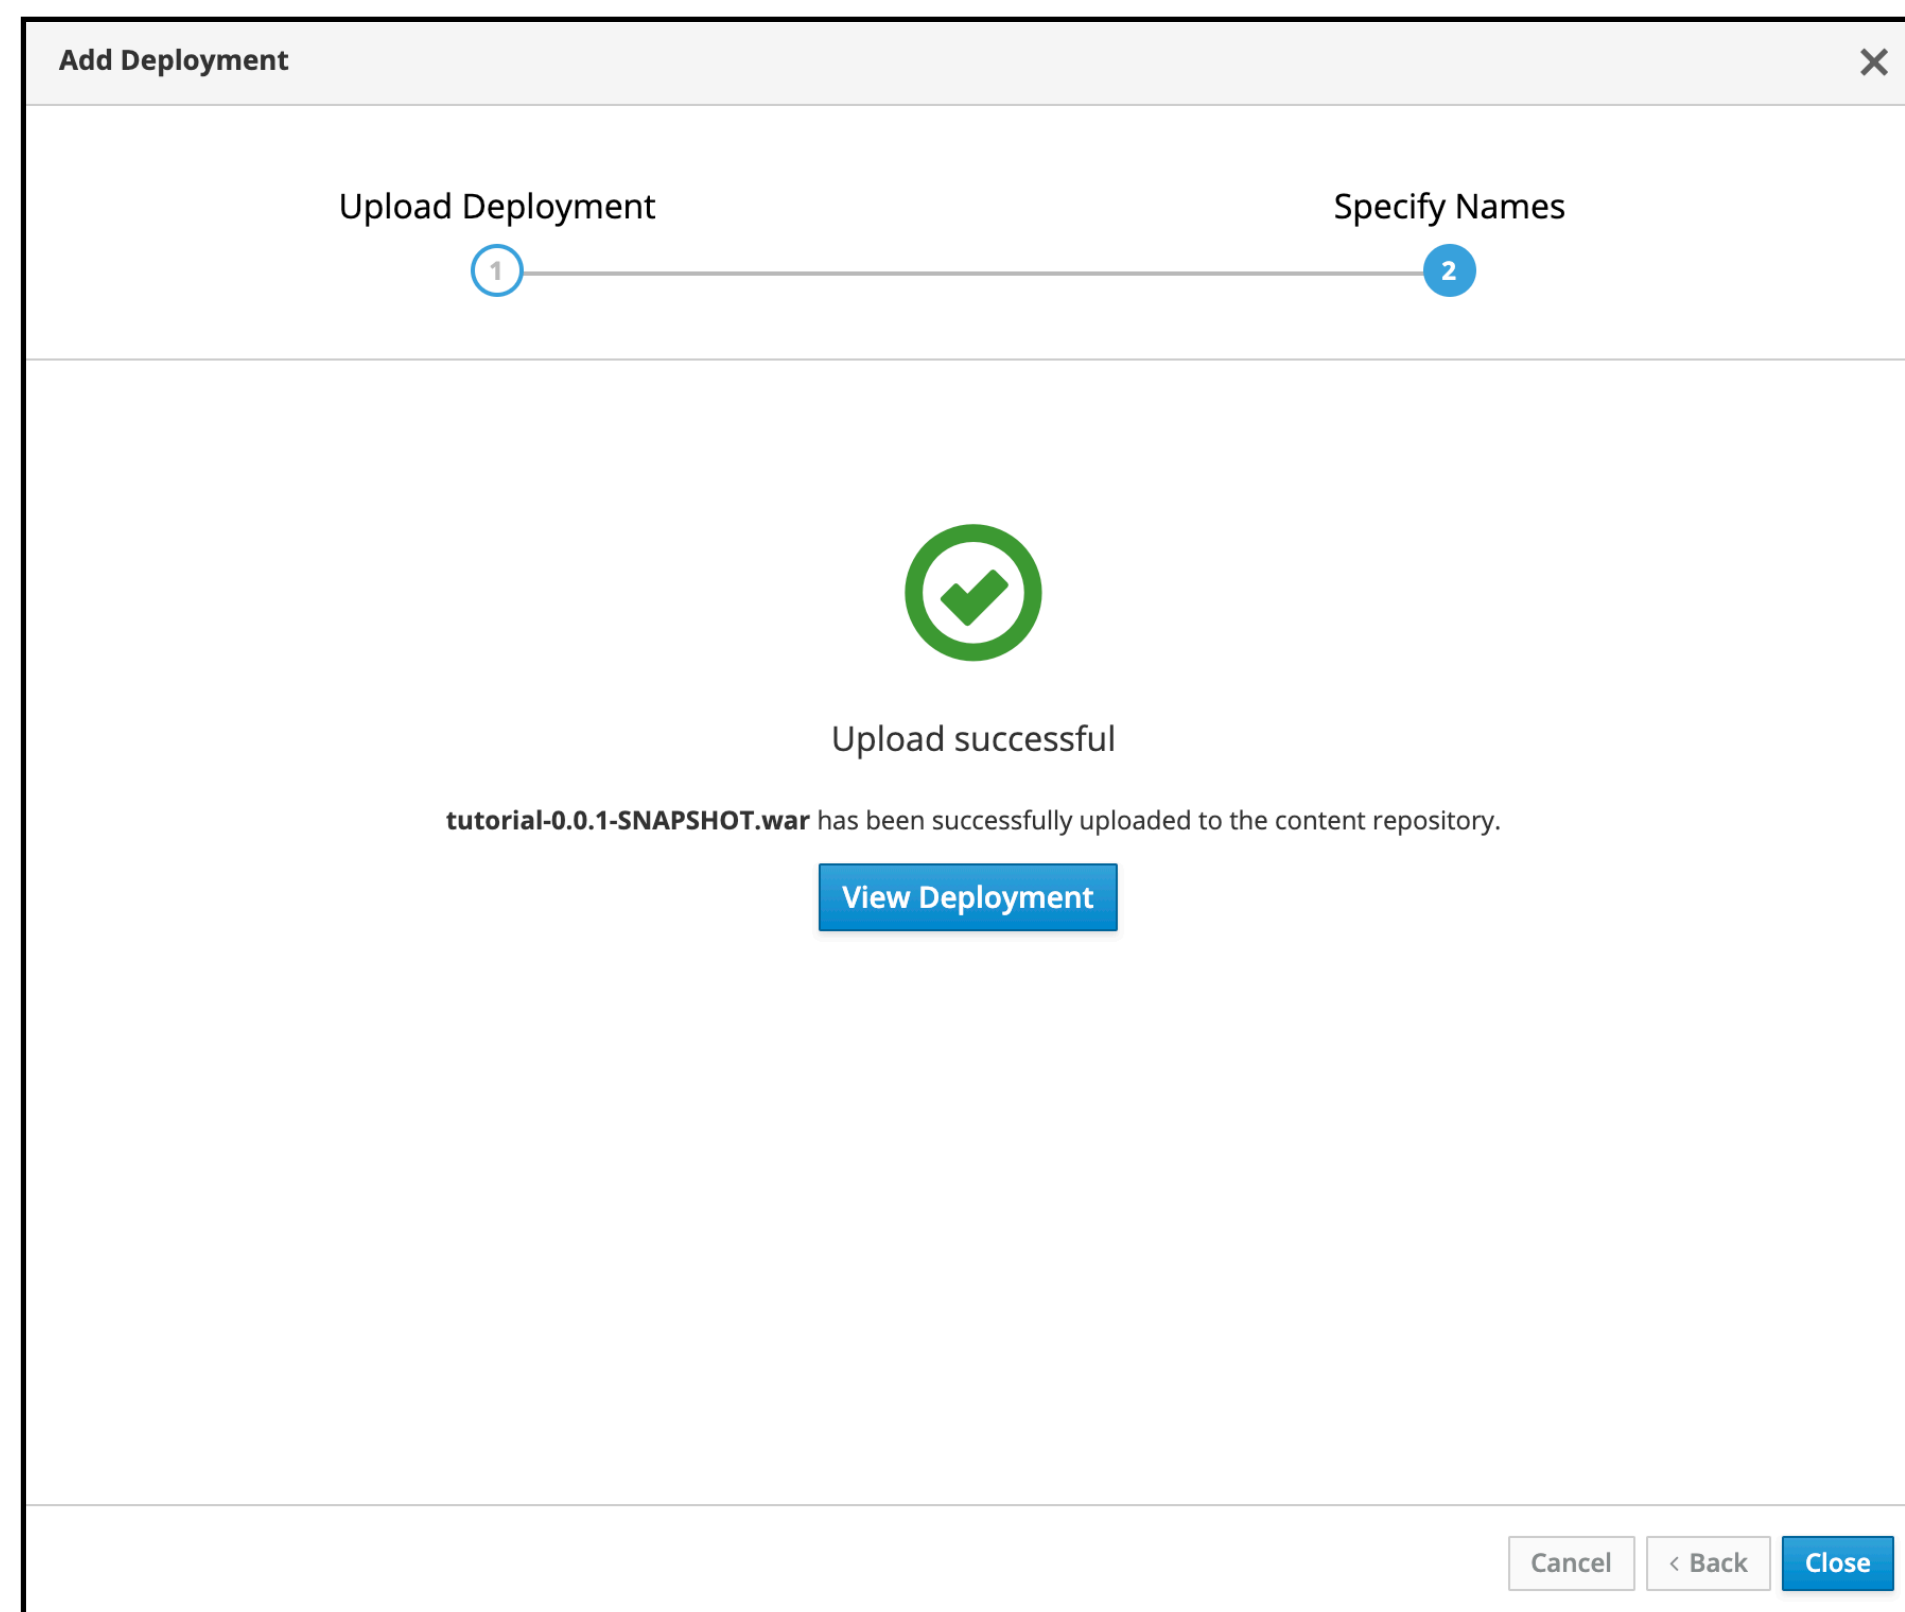 Add Deployment
Upload Deployment
Specify Names
1
2
Upload successful
tutorial-0.0.1-SNAPSHOT.war has been successfully uploaded to the content repository.
View Deployment
Cancel
< Back
Close